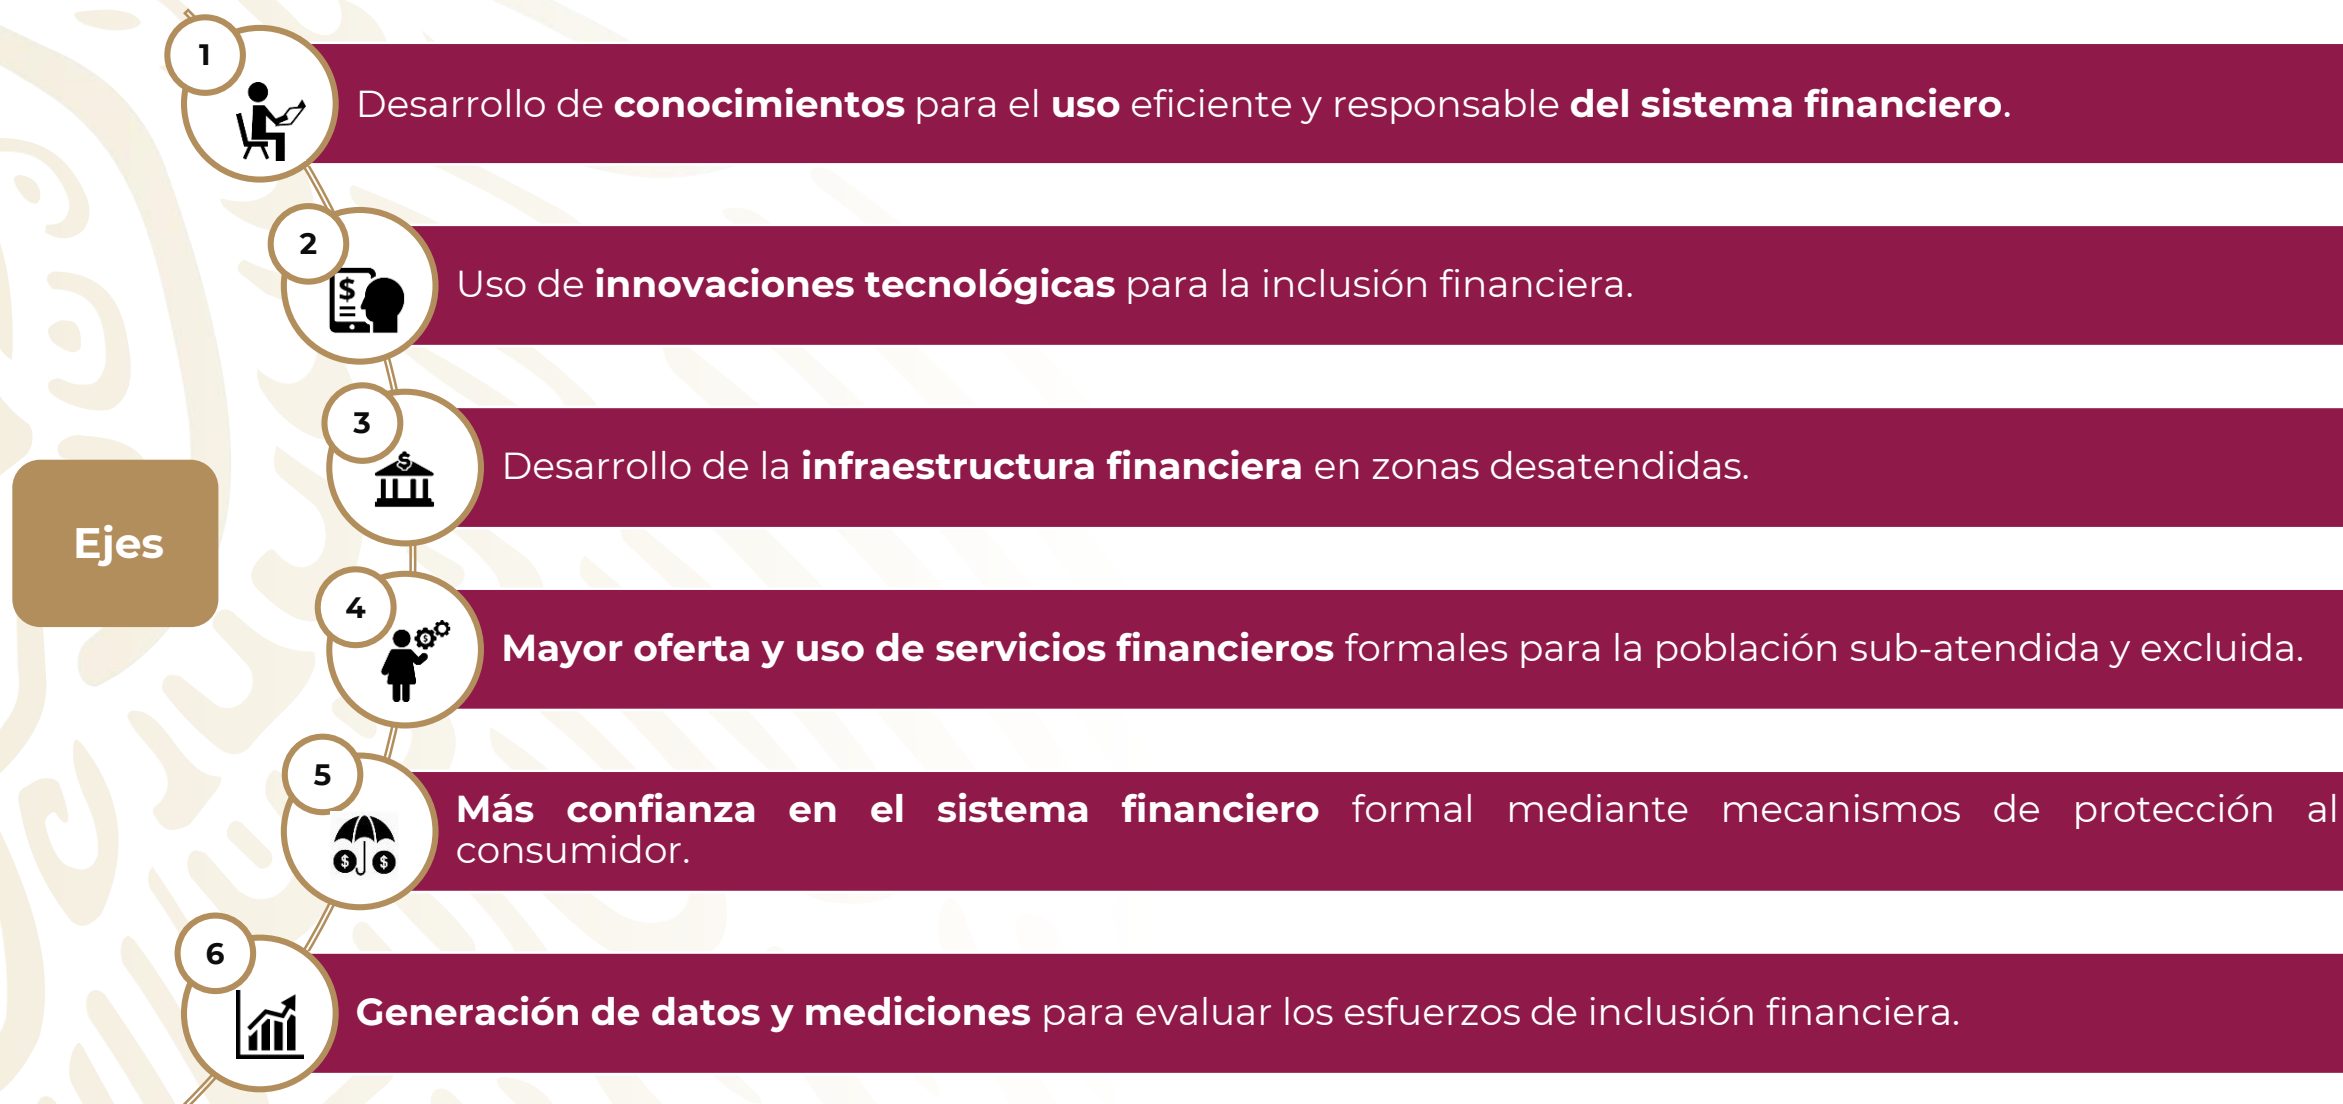 1
Desarrollo de conocimientos para el uso eficiente y responsable del sistema financiero.
2
$
Uso de innovaciones tecnológicas para la inclusión financiera.
3
$
Desarrollo de la infraestructura financiera en zonas desatendidas.
Ejes
4
$
Mayor oferta y uso de servicios financieros formales para la población sub-atendida y excluida.
5
Más confianza en el sistema financiero formal mediante mecanismos de protección al
consumidor.
$ $
6
Generación de datos y mediciones para evaluar los esfuerzos de inclusión financiera.